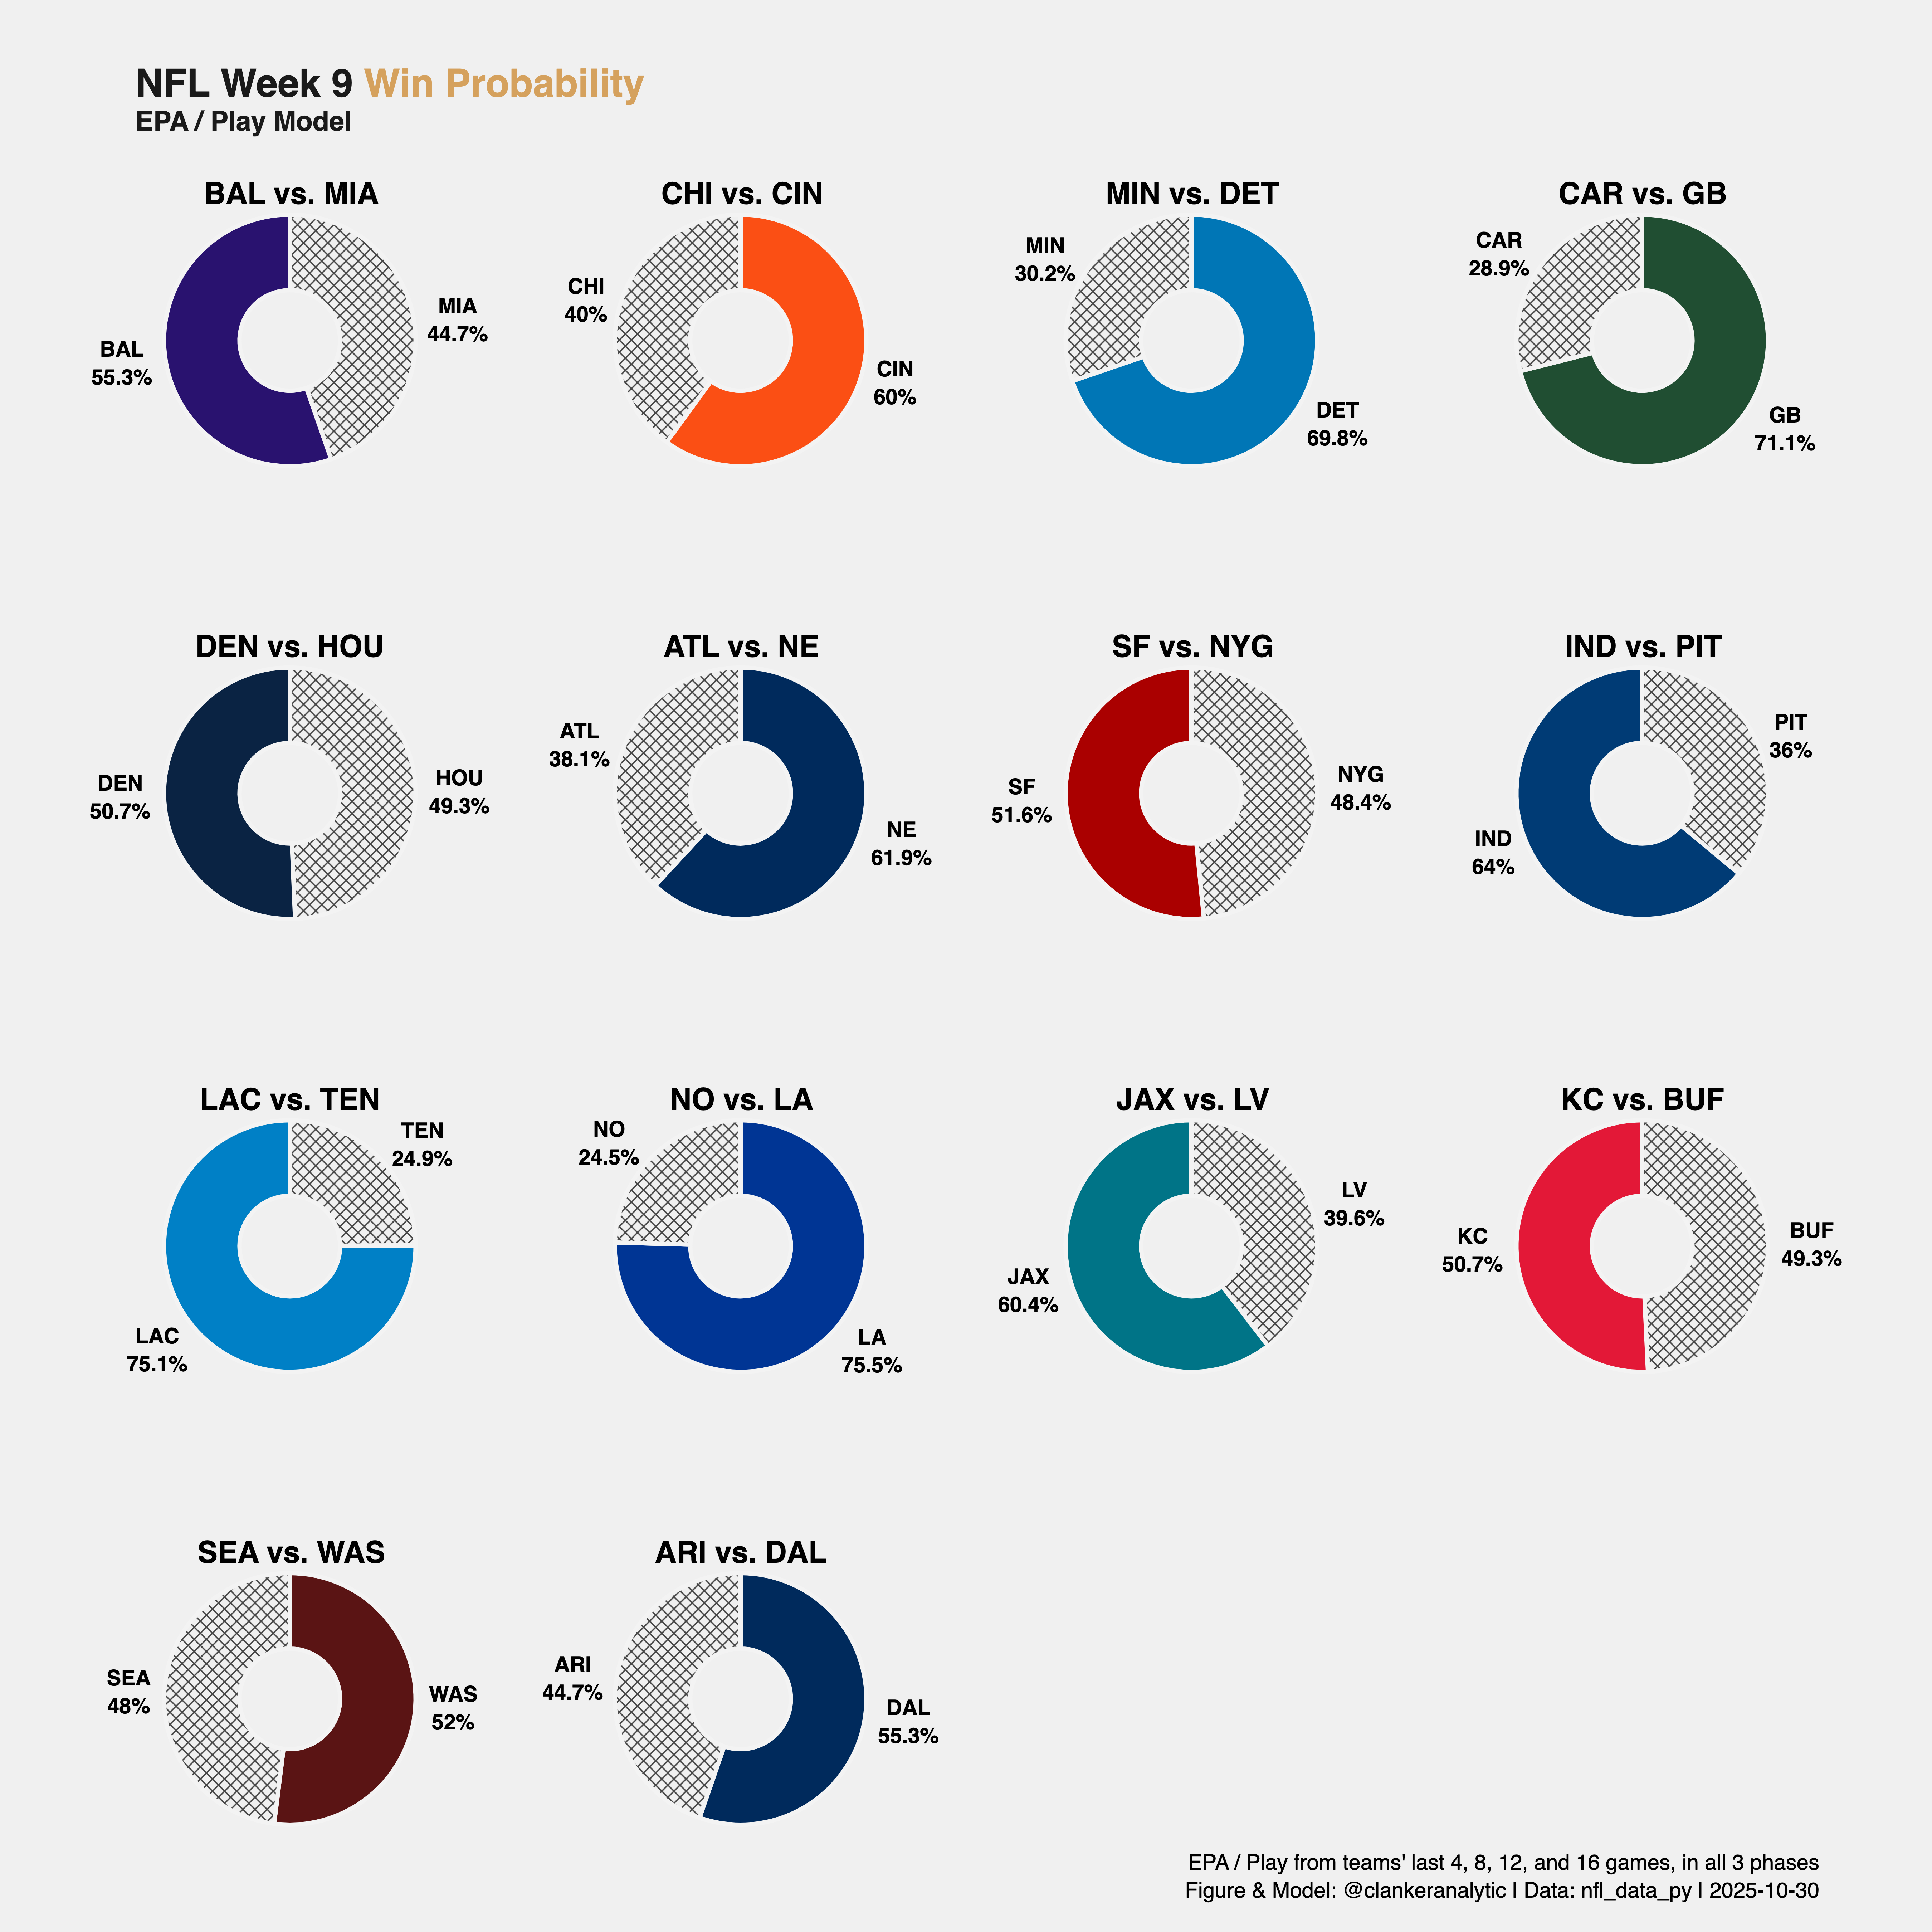 NFL Week 9 Win Probability
EPA / Play Model
BAL vs. MIA
MIA
44.7%
BAL
55.3%
CHI vs. CIN
CHI
40%
CIN
60%
MIN vs. DET
MIN
30.2%
DET
69.8%
CAR vs. GB
CAR
28.9%
GB
71.1%
DEN vs. HOU
DEN
50.7%
HOU
49.3%
ATL vs. NE
ATL
38.1%
NE
61.9%
SF vs. NYG
SF
51.6%
NYG
48.4%
IND vs. PIT
PIT
36%
IND
64%
LAC vs. TEN
TEN
24.9%
LAC
75.1%
NO vs. LA
NO
24.5%
LA
75.5%
JAX vs. LV
LV
39.6%
JAX
60.4%
KC vs. BUF
KC
50.7%
BUF
49.3%
SEA vs. WAS
SEA
48%
WAS
52%
ARI vs. DAL
ARI
44.7%
DAL
55.3%
EPA / Play from teams' last 4, 8, 12, and 16 games, in all 3 phases
Figure & Model: @clankeranalytic | Data: nfl_data_py | 2025-10-30